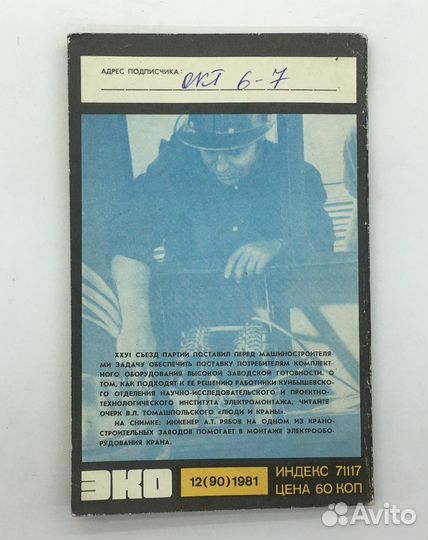 АДРЕС ПОДПИСЧИКА:
окт 6-7
XXVI СЪЕЗД ПАРТИИ ПОСТАВИЛ ПЕРЕД МАШИНОСТРОИТЕЛЯ-
МИ ЗАДАЧУ ОБЕСПЕЧИТЬ ПОСТАВКУ ПОТРЕБИТЕЛЯМ КОМПЛЕКТ-
НОГО ОБОРУДОВАНИЯ ВЫСОКОЙ ЗАВОДСКОЙ ГОТОВНОСТИ. О
ТОМ, КАК ПОДХОДЯТ К ЕЕ РЕШЕНИЮ РАБОТНИКИ КУЙБЫШЕВСКО-
ГО ОТДЕЛЕНИЯ НАУЧНО-ИССЛЕДОВАТЕЛЬСКОГО И ПРОЕКТНО-
ТЕХНОЛОГИЧЕСКОГО ИНСТИТУТА ЭЛЕКТРОМОНТАЖА, ЧИТАЙТЕ
ОЧЕРК В.Л. ТОМАШПОЛЬСКОГО «ЛЮДИ И КРАНЫ».
НА СНИМКЕ: ИНЖЕНЕР А.Т. РЯБОВ НА ОДНОМ ИЗ КРАНО-
СТРОИТЕЛЬНЫХ ЗАВОДОВ ПОМОГАЕТ В МОНТАЖЕ ЭЛЕКТРООБО-
РУДОВАНИЯ КРАНА.
ЭКО
12(90)1981
ИНДЕКС 71117
ЦЕНА 60 КОП
Avito